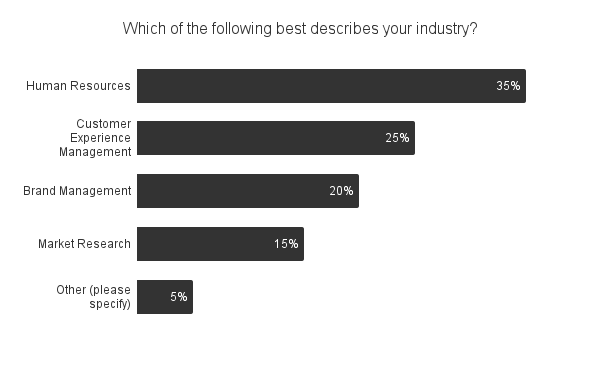 Which of the following best describes your industry?
Human Resources
35%
Customer
Experience
Management
25%
Brand Management
20%
Market Research
15%
Other (please
specify)
5%